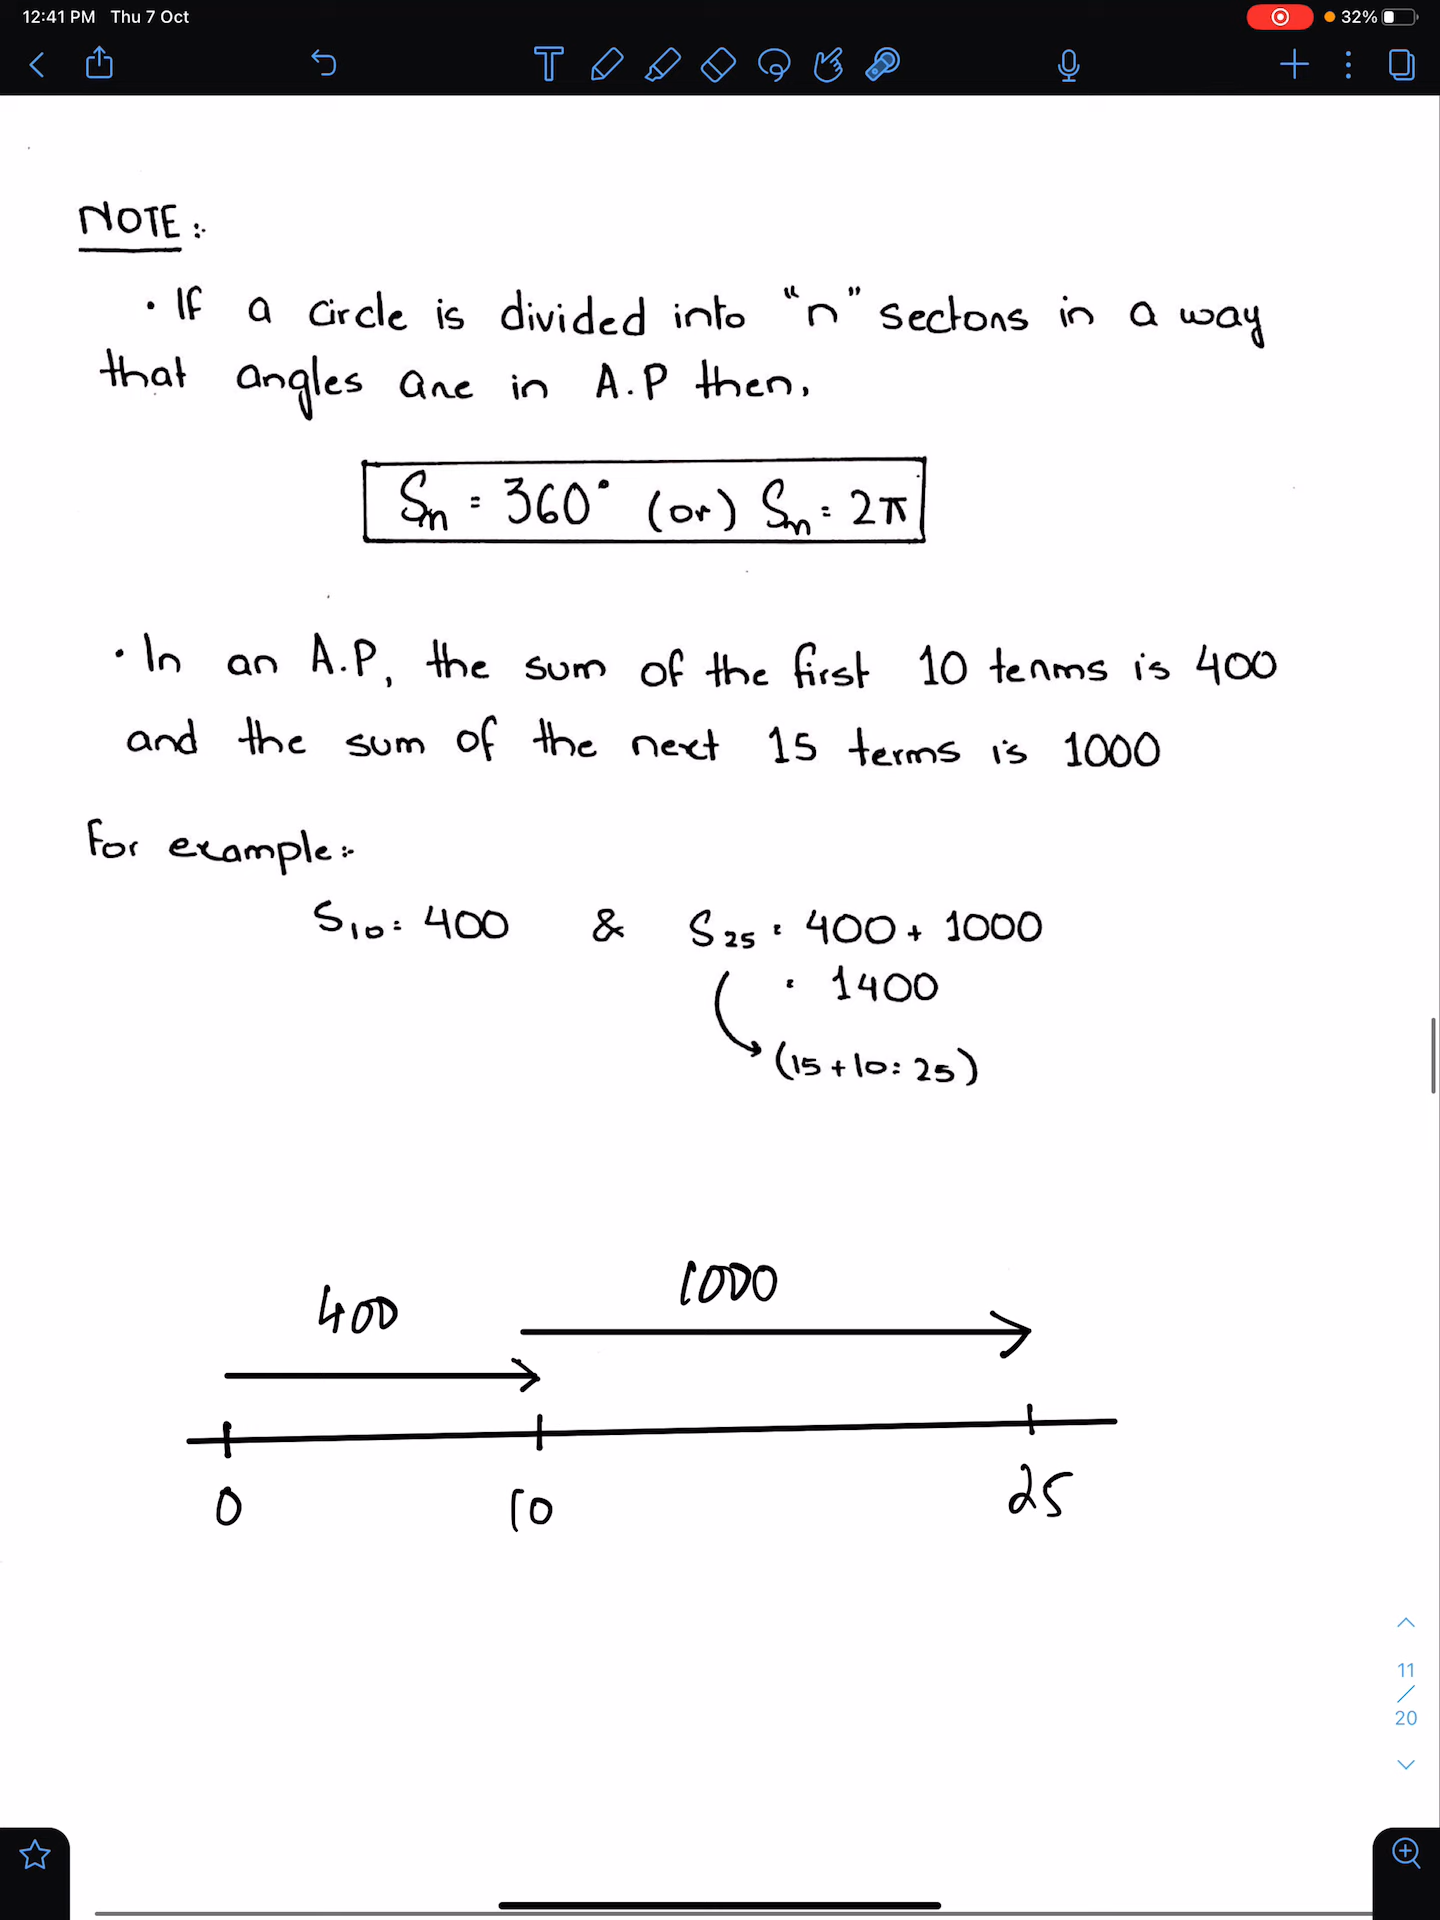 12:41 PM Thu 7 Oct 32%
NOTE:-
• If a circle is divided into "n" sectors in a way
that angles are in A.P then,
Sn = 360° (or) Sn = 2π
• In an A.P, the sum of the first 10 terms is 400
and the sum of the next 15 terms is 1000
For example:-
S10 = 400 & S25 = 400 + 1000
= 1400
(15 + 10 = 25)
400 1000
0 10 25
11
/
20